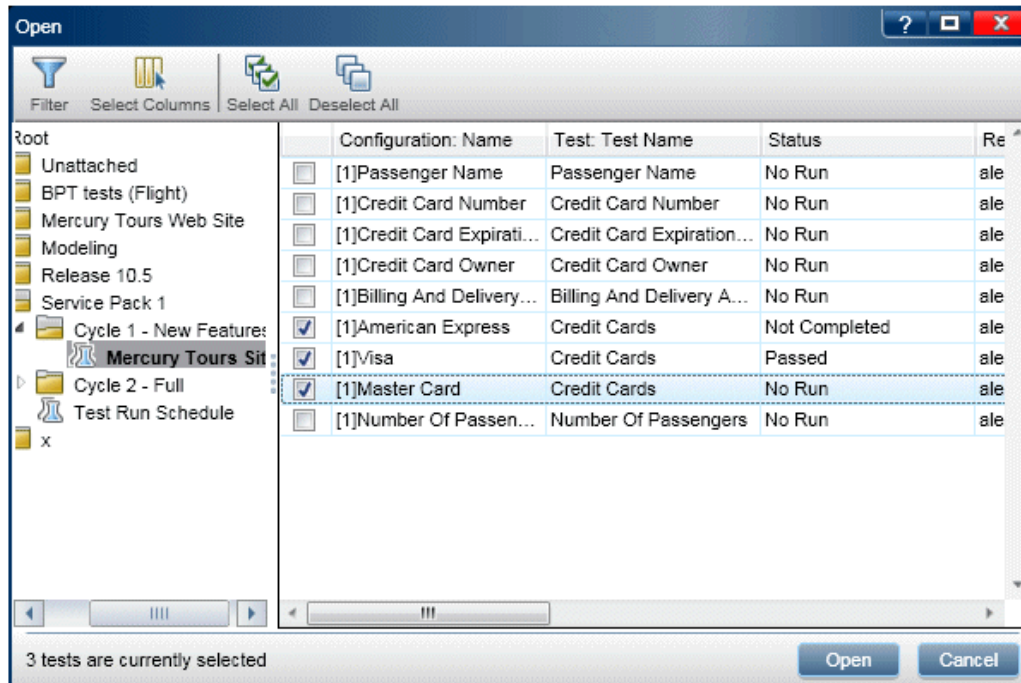 Open
?
Filter Select Columns Select All Deselect All
Root
Unattached
BPT tests (Flight)
Mercury Tours Web Site
Modeling
Release 10.5
Service Pack 1
Cycle 1 - New Features
Mercury Tours Sit
Cycle 2 - Full
Test Run Schedule
x
Configuration: Name Test: Test Name Status Re
[1]Passenger Name Passenger Name No Run ale
[1]Credit Card Number Credit Card Number No Run ale
[1]Credit Card Expirati... Credit Card Expiration... No Run ale
[1]Credit Card Owner Credit Card Owner No Run ale
[1]Billing And Delivery... Billing And Delivery A... No Run ale
[1]American Express Credit Cards Not Completed ale
[1]Visa Credit Cards Passed ale
[1]Master Card Credit Cards No Run ale
[1]Number Of Passen... Number Of Passengers No Run ale
3 tests are currently selected
Open Cancel